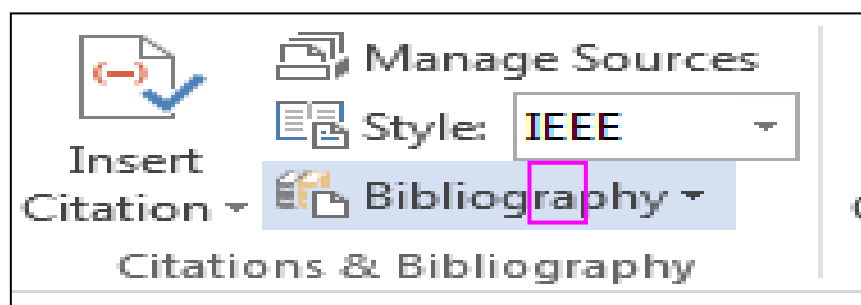 Manage Sources
Style: IEEE
Insert
Citation
Bibliography
Citations & Bibliography